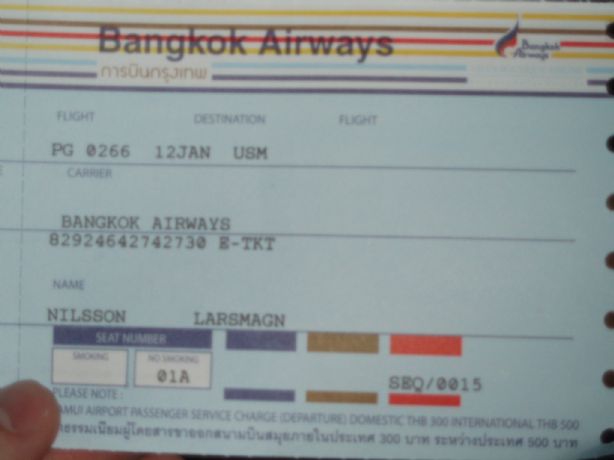 Bangkok Airways
การบินกรุงเทพ
Bangkok
Airways
FLIGHT DESTINATION FLIGHT
PG 0266 12JAN USM
CARRIER
BANGKOK AIRWAYS
82924642742730 E-TKT
NAME
NILSSON LARSMAGN
SEAT NUMBER
SMOKING NO SMOKING
01A
SEQ/0015
PLEASE NOTE :
AMUI AIRPORT PASSENGER SERVICE CHARGE (DEPARTURE) DOMESTIC THB 300 INTERNATIONAL THB 500
ค่าธรรมเนียมผู้โดยสารขาออกสนามบินสมุยภายในประเทศ 300 บาท ระหว่างประเทศ 500 บาท